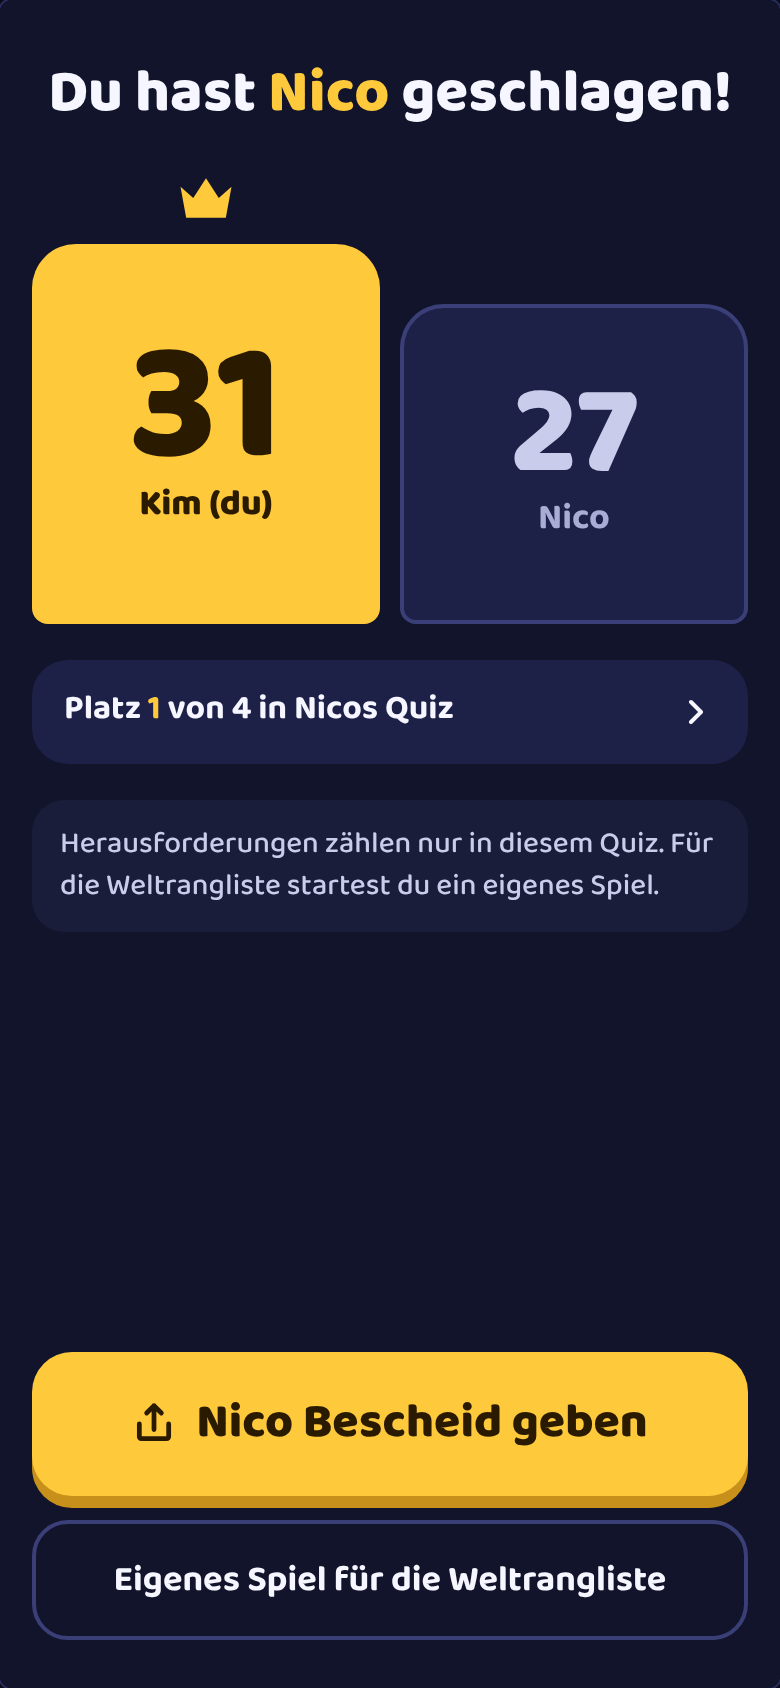 Du hast Nico geschlagen!
31
Kim (du)
27
Nico
Platz 1 von 4 in Nicos Quiz
Herausforderungen zählen nur in diesem Quiz. Für
die Weltrangliste startest du ein eigenes Spiel.
Nico Bescheid geben
Eigenes Spiel für die Weltrangliste